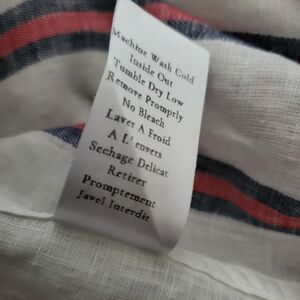 Machine Wash Cold
Inside Out
Tumble Dry Low
Remove Promptly
No Bleach
Laver A Froid
A L'envers
Sechage Delicat
Retirer
Promptement
Javel Interdit